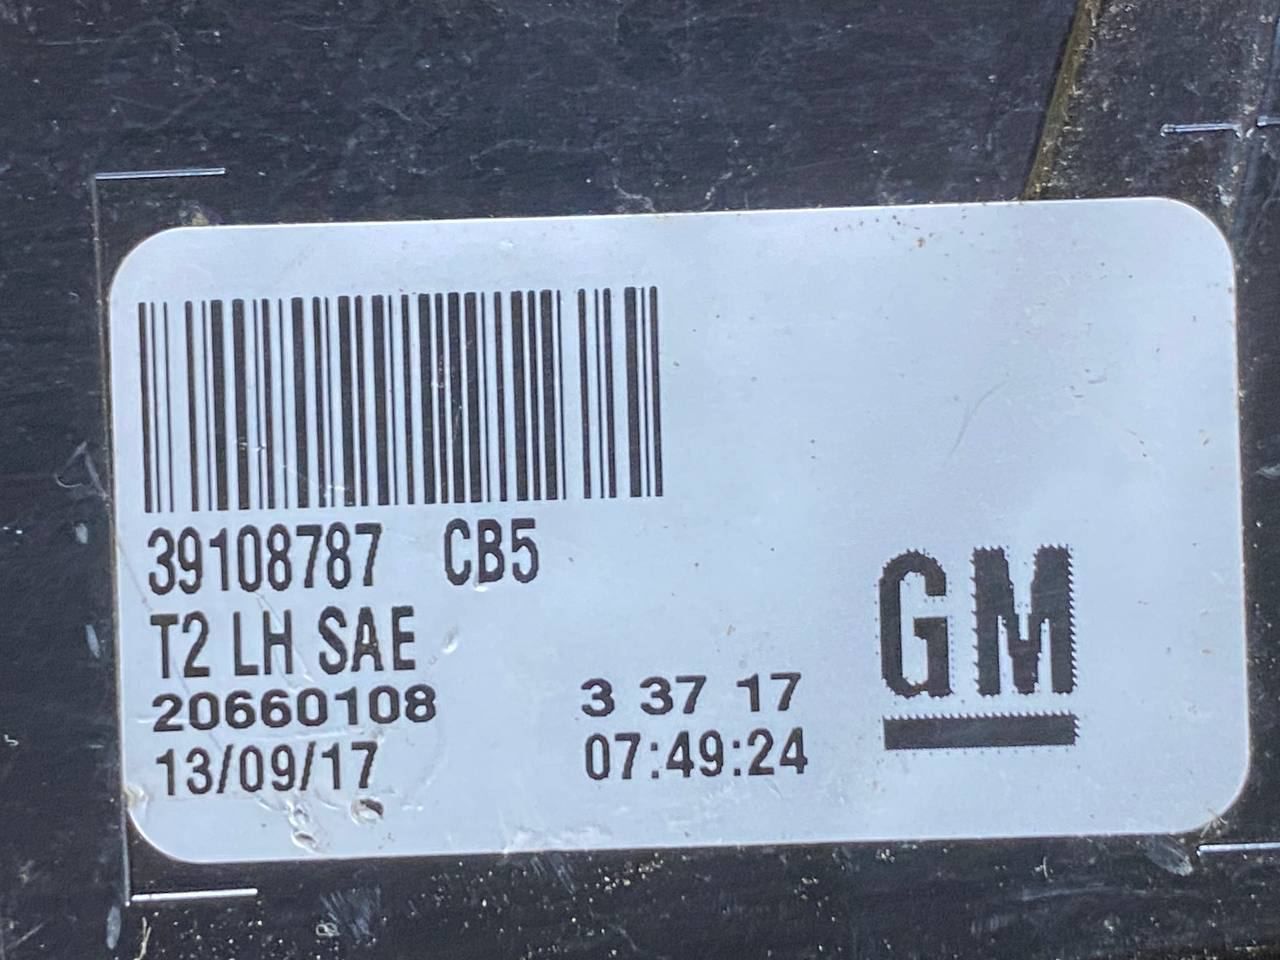 39108787 CB5
T2 LH SAE
20660108 3 37 17
13/09/17 07:49:24
GM